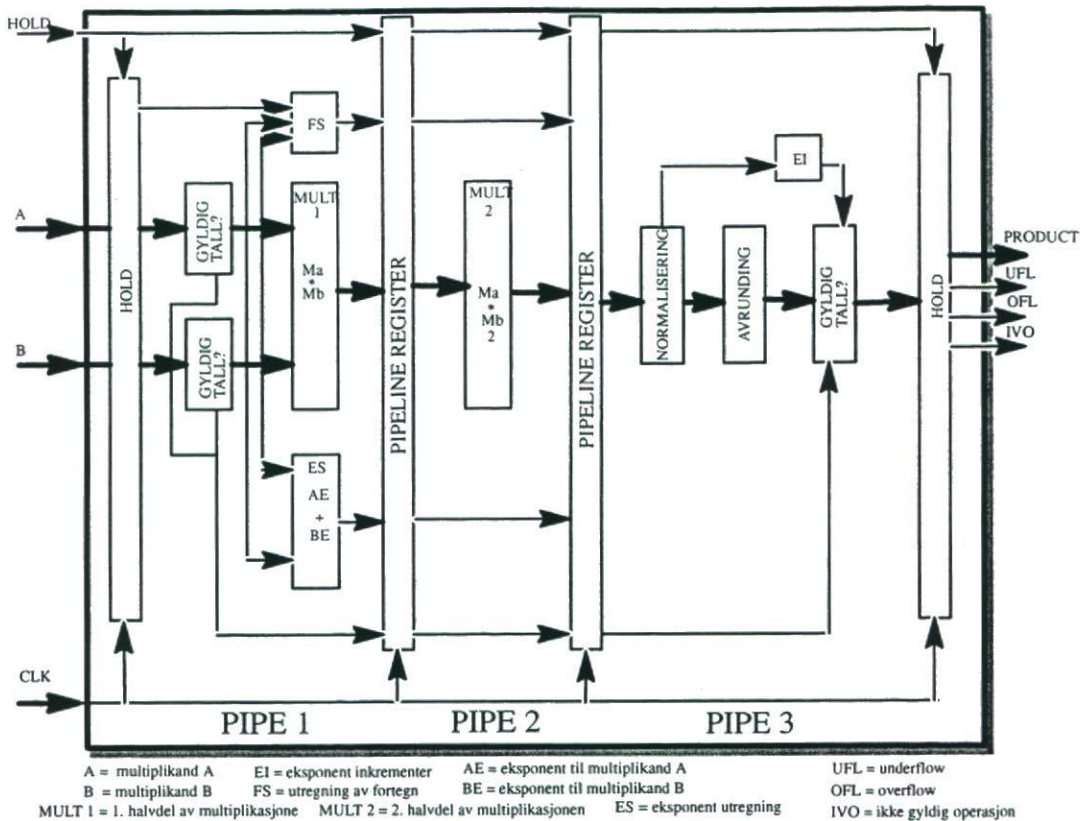 HOLD
FS
EI
A
GYLDIG
TALL?
MULT
1
Ma
*
Mb
MULT
2
Ma
*
Mb
2
HOLD
PIPELINE REGISTER
PIPELINE REGISTER
NORMALISERING
AVRUNDING
GYLDIG
TALL?
HOLD
PRODUCT
UFL
OFL
IVO
B
GYLDIG
TALL?
ES
AE
+
BE
CLK
PIPE 1
PIPE 2
PIPE 3
A = multiplikand A
EI = eksponent inkrementer
AE = eksponent til multiplikand A
UFL = underflow
B = multiplikand B
FS = utregning av fortegn
BE = eksponent til multiplikand B
OFL = overflow
MULT 1 = 1. halvdel av multiplikasjone
MULT 2 = 2. halvdel av multiplikasjonen
ES = eksponent utregning
IVO = ikke gyldig operasjon